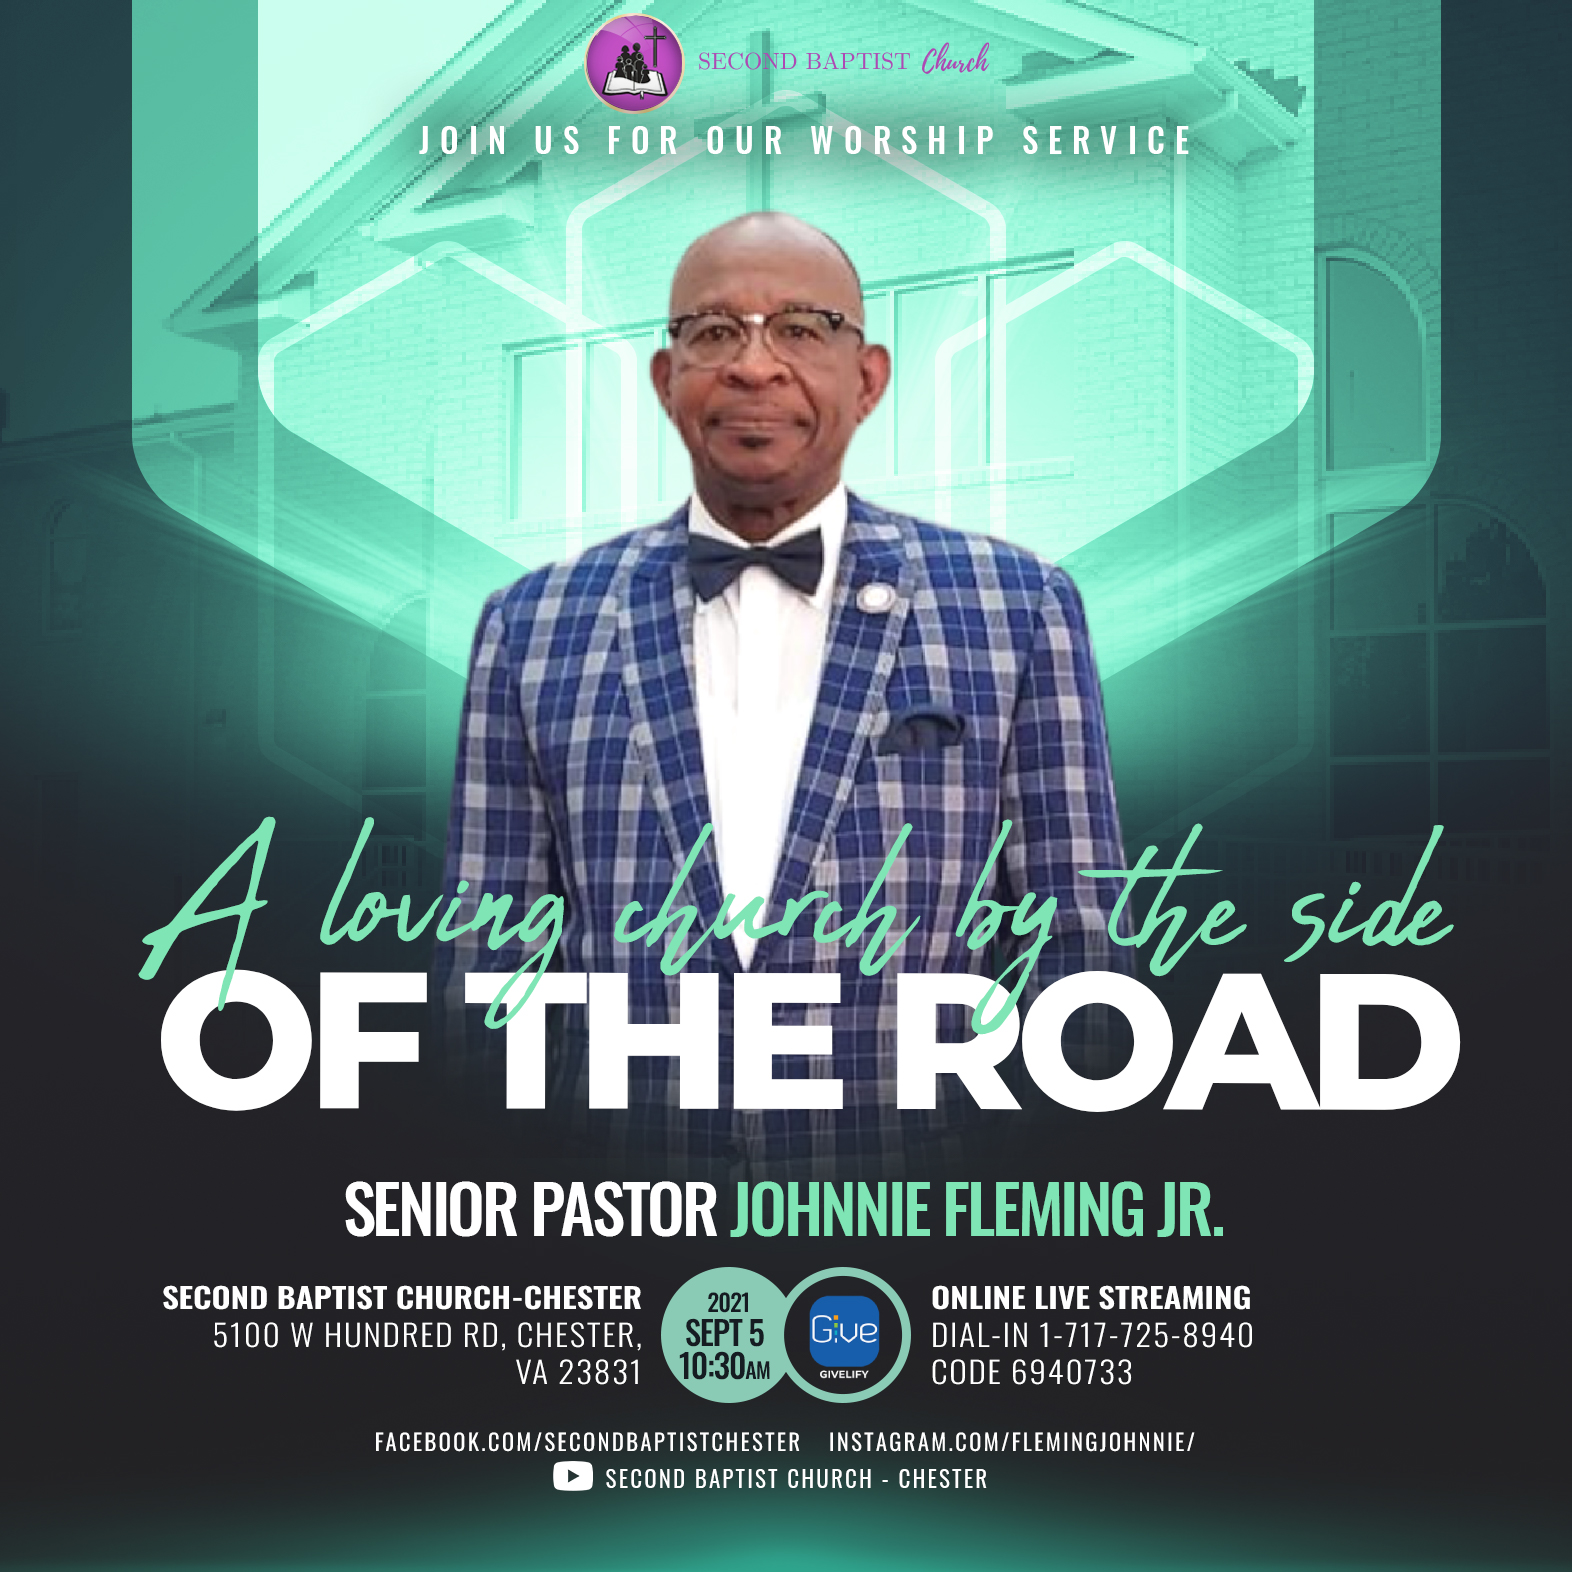 SECOND BAPTIST Church
JOIN US FOR OUR WORSHIP SERVICE
A loving church by the side
OF THE ROAD
SENIOR PASTOR JOHNNIE FLEMING JR.
SECOND BAPTIST CHURCH-CHESTER
5100 W HUNDRED RD, CHESTER,
VA 23831
2021
SEPT 5
10:30AM
Give
GIVELIFY
ONLINE LIVE STREAMING
DIAL-IN 1-717-725-8940
CODE 6940733
FACEBOOK.COM/SECONDBAPTISTCHESTER INSTAGRAM.COM/FLEMINGJOHNNIE/
SECOND BAPTIST CHURCH - CHESTER